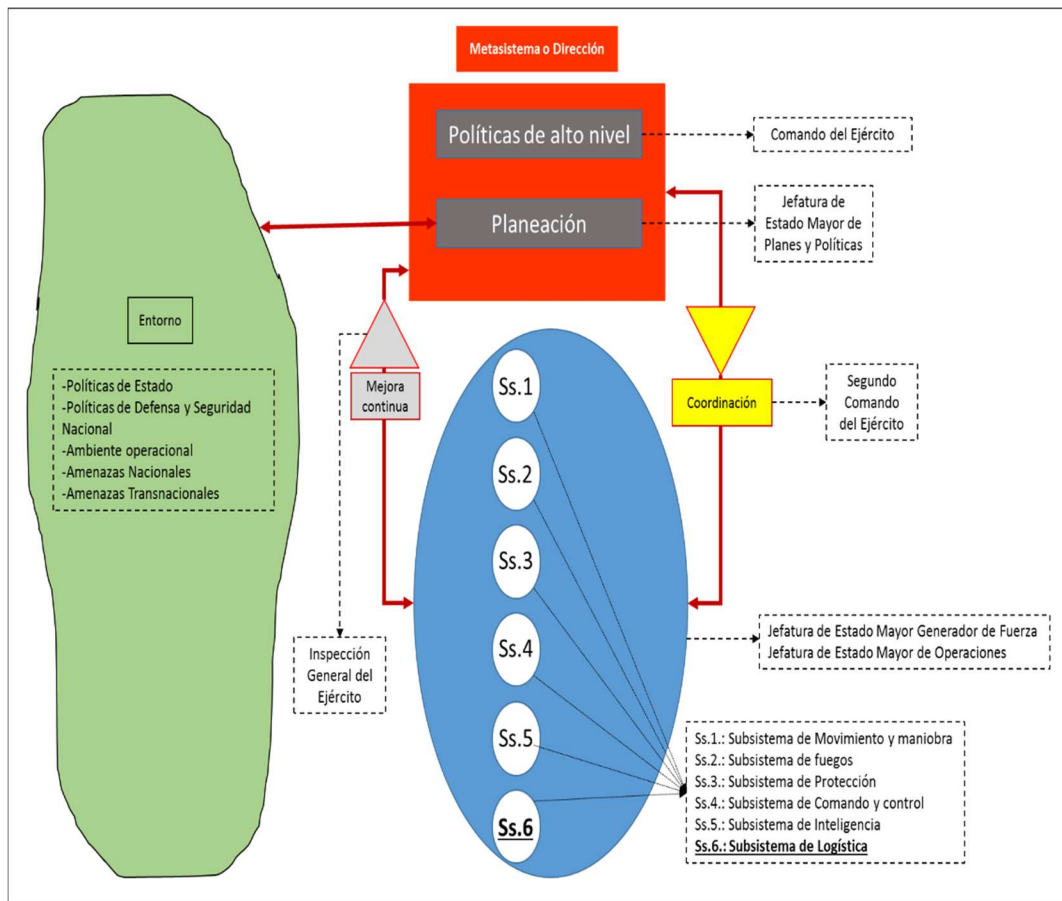 Metasistema o Dirección
Políticas de alto nivel
Comando del Ejército
Planeación
Jefatura de
Estado Mayor de
Planes y Políticas
Entorno
-Políticas de Estado
-Políticas de Defensa y Seguridad
Nacional
-Ambiente operacional
-Amenazas Nacionales
-Amenazas Transnacionales
Mejora
continua
Coordinación
Segundo
Comando
del Ejército
Ss.1
Ss.2
Ss.3
Ss.4
Ss.5
Ss.6
Inspección
General del
Ejército
Jefatura de Estado Mayor Generador de Fuerza
Jefatura de Estado Mayor de Operaciones
Ss.1.: Subsistema de Movimiento y maniobra
Ss.2.: Subsistema de fuegos
Ss.3.: Subsistema de Protección
Ss.4.: Subsistema de Comando y control
Ss.5.: Subsistema de Inteligencia
Ss.6.: Subsistema de Logística